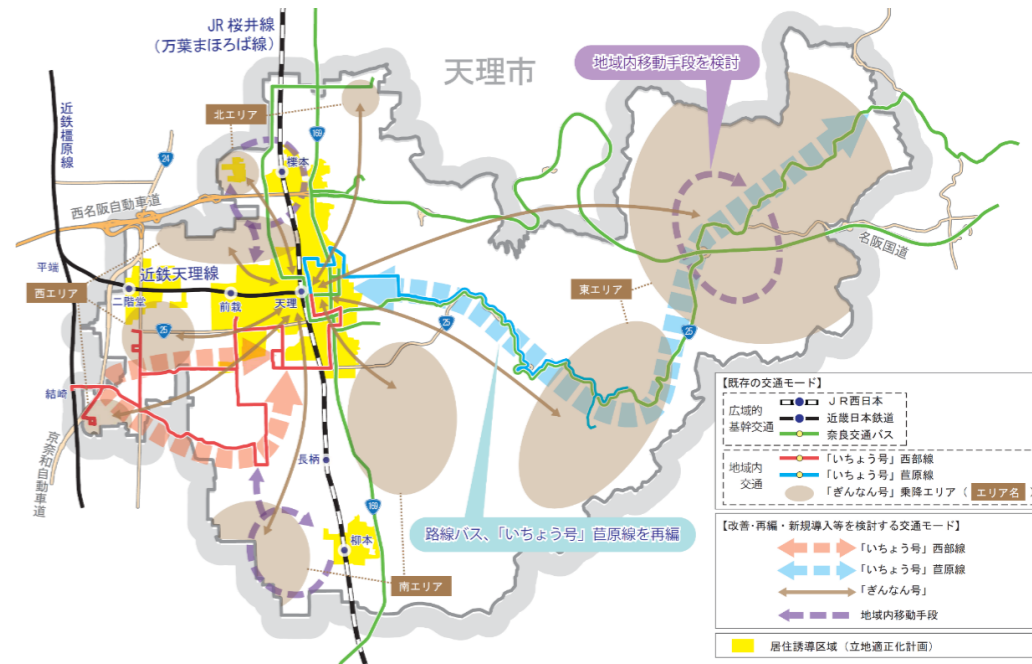 JR 桜井線
（万葉まほろば線）
天理市
地域内移動手段を検討
近鉄橿原線
北エリア
169
24
櫟本
西名阪自動車道
名阪国道
平端
近鉄天理線
西エリア
二階堂
前栽
天理
東エリア
25
25
25
結崎
京奈和自動車道
長柄
169
柳本
路線バス、「いちょう号」苣原線を再編
南エリア
【既存の交通モード】
広域的
基幹交通
ＪＲ西日本
近畿日本鉄道
奈良交通バス
地域内
交通
「いちょう号」西部線
「いちょう号」苣原線
「ぎんなん号」乗降エリア（ エリア名 ）
【改善・再編・新規導入等を検討する交通モード】
「いちょう号」西部線
「いちょう号」苣原線
「ぎんなん号」
地域内移動手段
居住誘導区域（立地適正化計画）